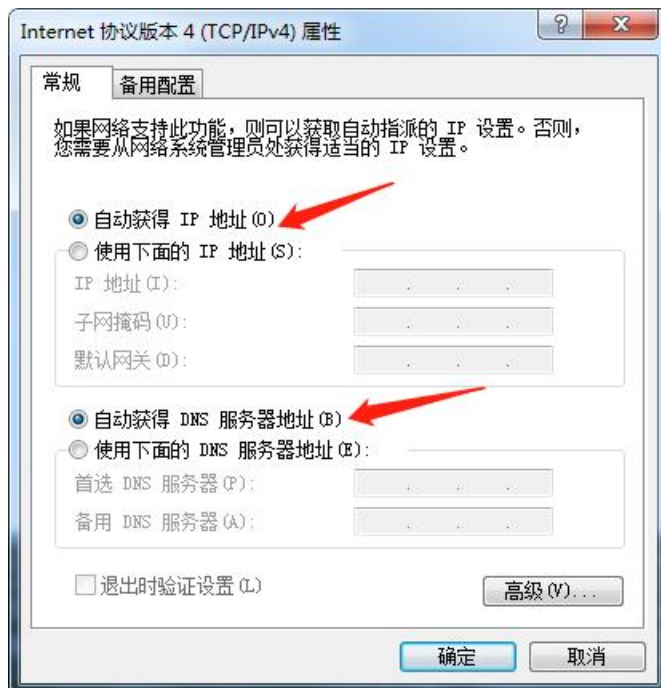 Internet 协议版本 4 (TCP/IPv4) 属性
常规
备用配置
如果网络支持此功能，则可以获取自动指派的 IP 设置。否则，
您需要从网络系统管理员处获得适当的 IP 设置。
自动获得 IP 地址(O)
使用下面的 IP 地址(S):
IP 地址(I):
子网掩码(U):
默认网关(D):
自动获得 DNS 服务器地址(B)
使用下面的 DNS 服务器地址(E):
首选 DNS 服务器(P):
备用 DNS 服务器(A):
退出时验证设置(L)
高级(V)...
确定
取消